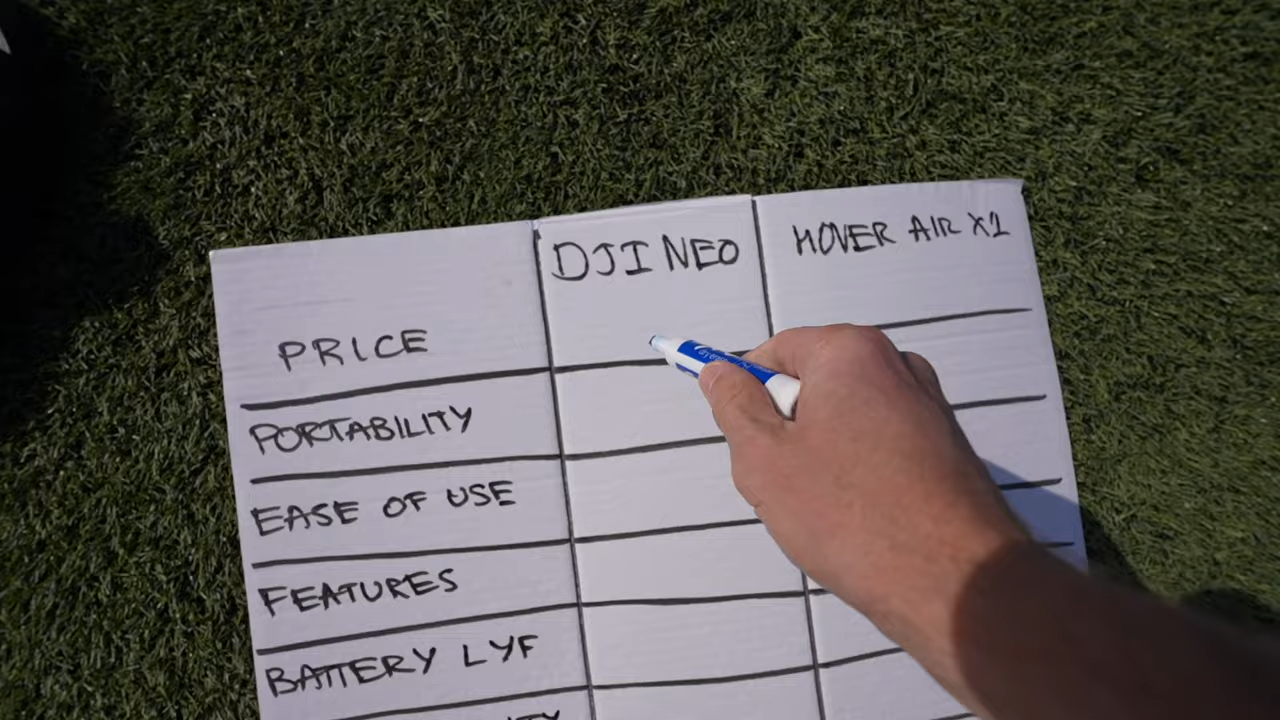 DJI NEO
HOVER AIR X1
PRICE
PORTABILITY
EASE OF USE
FEATURES
BATTERY LYF